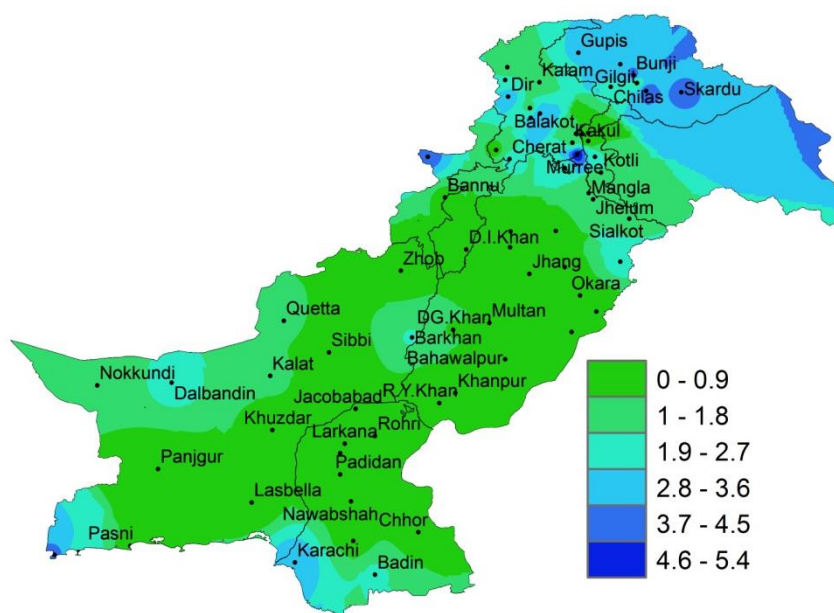 Gupis
Bunji
Kalam
Gilgit
Dir
Skardu
Chilas
Balakot
Kakul
Cherat
Kotli
Murree
Bannu
Mangla
Jhelum
Sialkot
D.I.Khan
Zhob
Jhang
Okara
Quetta
DG.Khan
Multan
Sibbi
Barkhan
Bahawalpur
Kalat
Nokkundi
Dalbandin
R.Y.Khan
Khanpur
Jacobabad
Khuzdar
Rohri
Larkana
Panjgur
Padidan
Lasbella
Nawabshah
Chhor
Pasni
Karachi
Badin
0 - 0.9
1 - 1.8
1.9 - 2.7
2.8 - 3.6
3.7 - 4.5
4.6 - 5.4